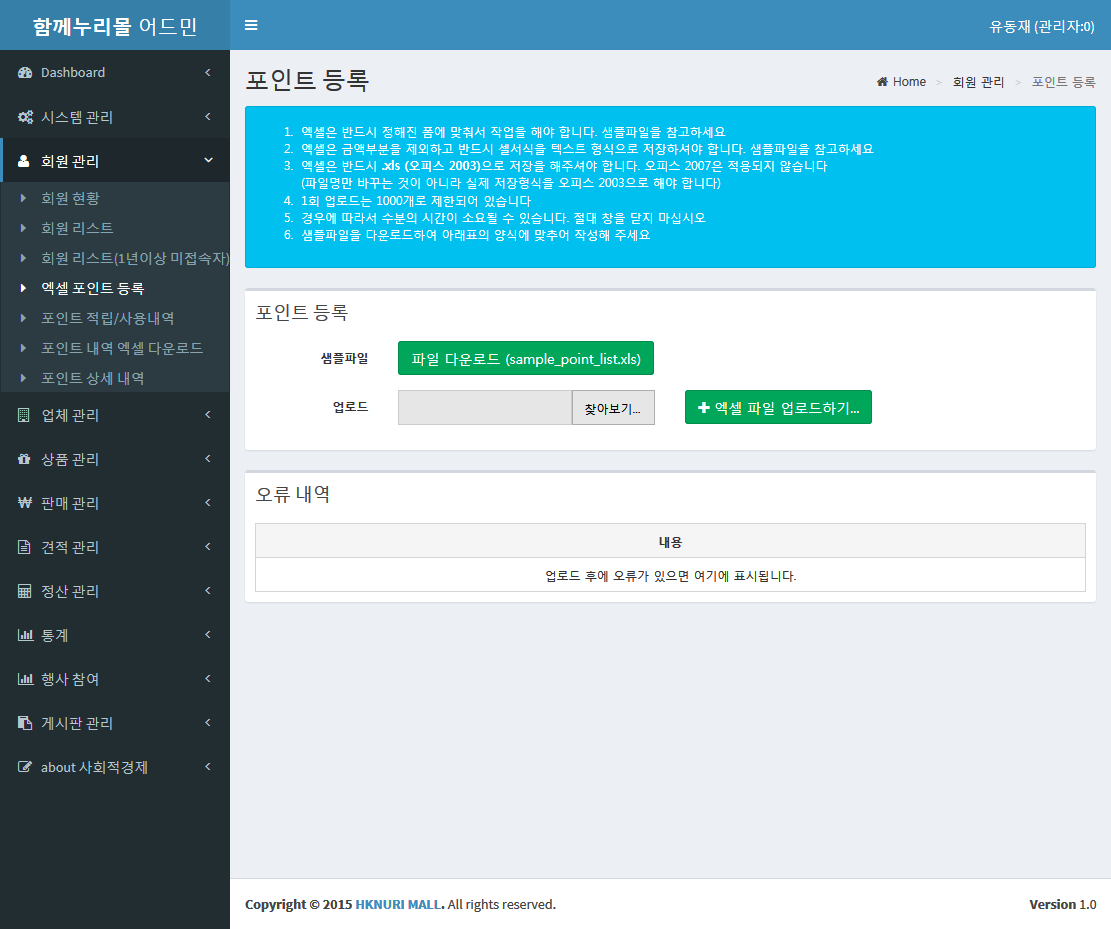 함께누리몰 어드민
유동재 (관리자:0)
Dashboard
시스템 관리
회원 관리
회원 현황
회원 리스트
회원 리스트(1년이상 미접속자)
엑셀 포인트 등록
포인트 적립/사용내역
포인트 내역 엑셀 다운로드
포인트 상세 내역
업체 관리
상품 관리
판매 관리
견적 관리
정산 관리
통계
행사 참여
게시판 관리
about 사회적경제
포인트 등록
Home > 회원 관리 > 포인트 등록
1. 엑셀은 반드시 정해진 폼에 맞춰서 작업을 해야 합니다. 샘플파일을 참고하세요
2. 엑셀은 금액부분을 제외하고 반드시 셀서식을 텍스트 형식으로 저장하셔야 합니다. 샘플파일을 참고하세요
3. 엑셀은 반드시 .xls (오피스 2003)으로 저장을 해주셔야 합니다. 오피스 2007은 적용되지 않습니다
(파일명만 바꾸는 것이 아니라 실제 저장형식을 오피스 2003으로 해야 합니다)
4. 1회 업로드는 1000개로 제한되어 있습니다
5. 경우에 따라서 수분의 시간이 소요될 수 있습니다. 절대 창을 닫지 마십시오
6. 샘플파일을 다운로드하여 아래표의 양식에 맞추어 작성해 주세요
포인트 등록
샘플파일 파일 다운로드 (sample_point_list.xls)
업로드 찾아보기... 엑셀 파일 업로드하기...
오류 내역
내용
업로드 후에 오류가 있으면 여기에 표시됩니다.
Copyright © 2015 HKNURI MALL. All rights reserved.
Version 1.0